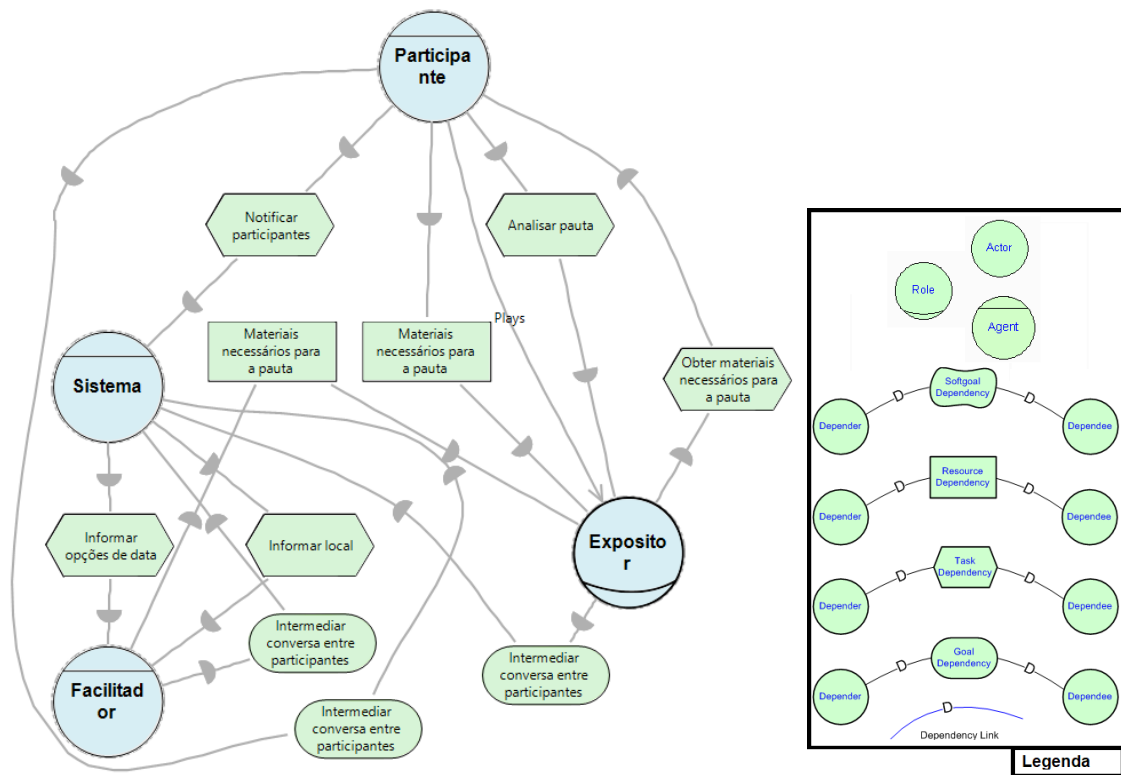 Participa
nte
Notificar
participantes
Analisar pauta
Plays
Materiais
necessários para
a pauta
Materiais
necessários para
a pauta
Obter materiais
necessários para
a pauta
Sistema
Informar
opções de data
Informar local
Exposito
r
Intermediar
conversa entre
participantes
Intermediar
conversa entre
participantes
Facilitad
or
Intermediar
conversa entre
participantes
Actor
Role
Agent
Softgoal
Dependency
D
D
Depender
Dependee
Resource
Dependency
D
D
Depender
Dependee
Task
Dependency
D
D
Depender
Dependee
Goal
Dependency
D
D
Depender
Dependee
D
Dependency Link
Legenda